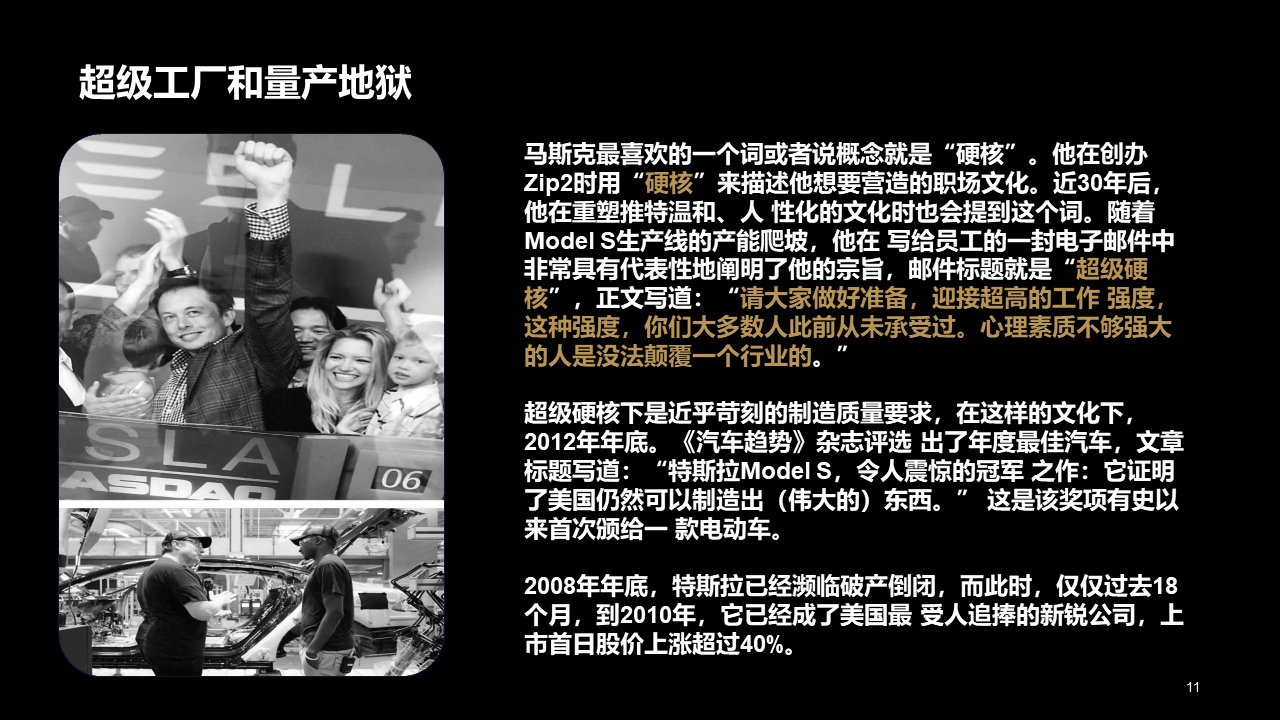 超级工厂和量产地狱
TESL
SLA
ASDAQ
06
马斯克最喜欢的一个词或者说概念就是“硬核”。他在创办
Zip2时用“硬核”来描述他想要营造的职场文化。近30年后，
他在重塑推特温和、人 性化的文化时也会提到这个词。随着
Model S生产线的产能爬坡，他在 写给员工的一封电子邮件中
非常具有代表性地阐明了他的宗旨，邮件标题就是“超级硬
核”，正文写道：“请大家做好准备，迎接超高的工作 强度，
这种强度，你们大多数人此前从未承受过。心理素质不够强大
的人是没法颠覆一个行业的。”
超级硬核下是近乎苛刻的制造质量要求，在这样的文化下，
2012年年底。《汽车趋势》杂志评选 出了年度最佳汽车，文章
标题写道：“特斯拉Model S，令人震惊的冠军 之作：它证明
了美国仍然可以制造出（伟大的）东西。” 这是该奖项有史以
来首次颁给一 款电动车。
2008年年底，特斯拉已经濒临破产倒闭，而此时，仅仅过去18
个月，到2010年，它已经成了美国最 受人追捧的新锐公司，上
市首日股价上涨超过40%。
11